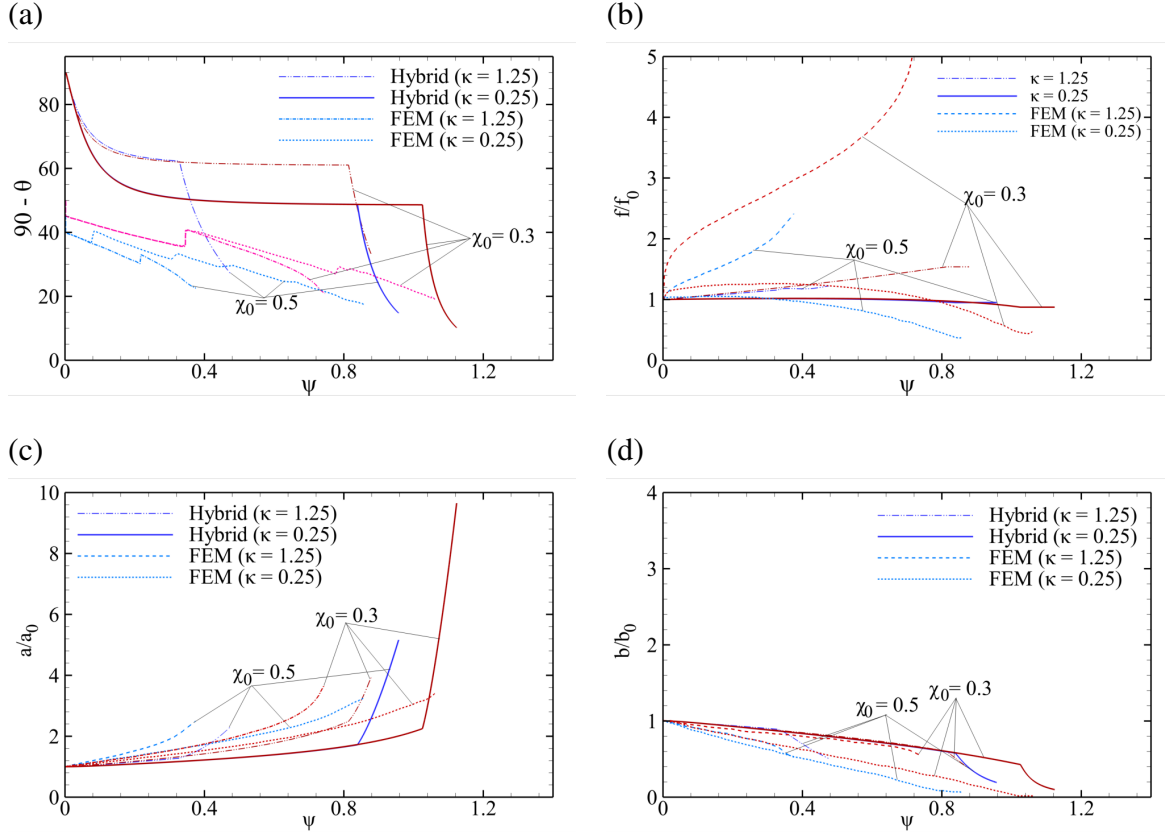 (a)
90 - θ
80
60
40
20
0
0
0.4
0.8
1.2
ψ
Hybrid (κ = 1.25)
Hybrid (κ = 0.25)
FEM (κ = 1.25)
FEM (κ = 0.25)
χ0= 0.3
χ0= 0.5
(b)
f/f0
5
4
3
2
1
0
0
0.4
0.8
1.2
ψ
κ = 1.25
κ = 0.25
FEM (κ = 1.25)
FEM (κ = 0.25)
χ0= 0.3
χ0= 0.5
(c)
a/a0
10
8
6
4
2
0
0
0.4
0.8
1.2
ψ
Hybrid (κ = 1.25)
Hybrid (κ = 0.25)
FEM (κ = 1.25)
FEM (κ = 0.25)
χ0= 0.3
χ0= 0.5
(d)
b/b0
4
3
2
1
0
0
0.4
0.8
1.2
ψ
Hybrid (κ = 1.25)
Hybrid (κ = 0.25)
FEM (κ = 1.25)
FEM (κ = 0.25)
χ0= 0.3
χ0= 0.5